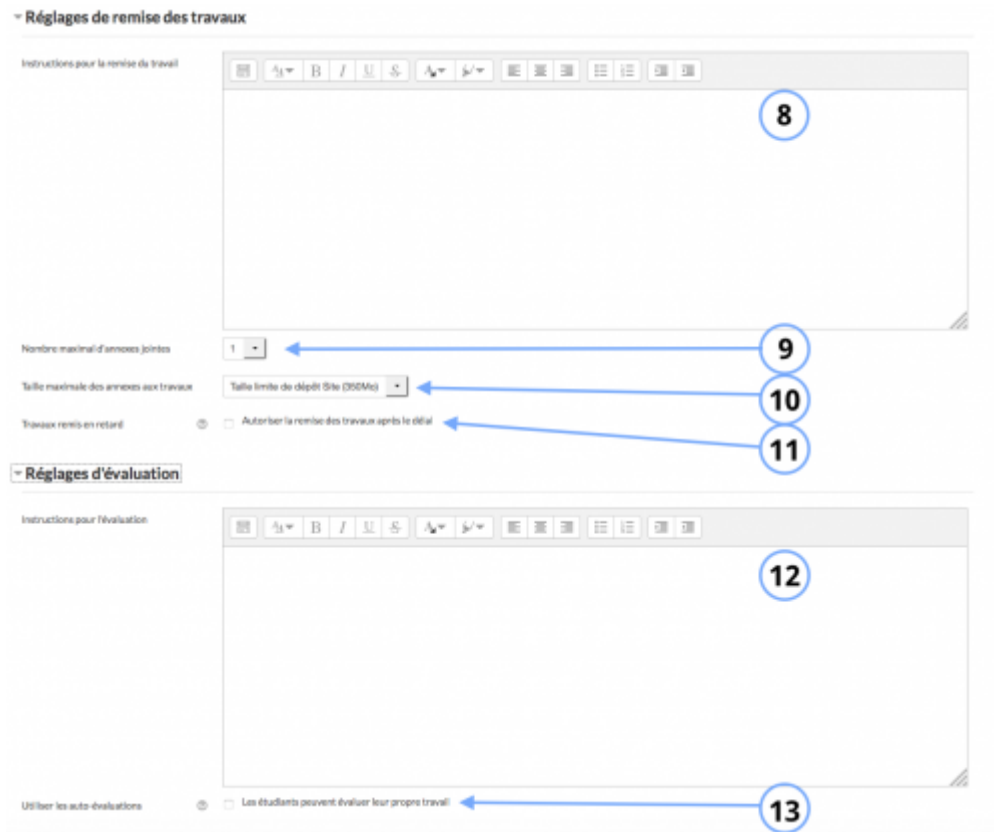 Réglages de remise des travaux
Instructions pour la remise du travail
B I U S
8
Nombre maximal d'annexes jointes
1
9
Taille maximale des annexes aux travaux
Taille limite de dépôt Site (350Mo)
10
Travaux remis en retard
Autoriser la remise des travaux après le délai
11
Réglages d'évaluation
Instructions pour l'évaluation
B I U S
12
Utiliser les auto-évaluations
Les étudiants peuvent évaluer leur propre travail
13